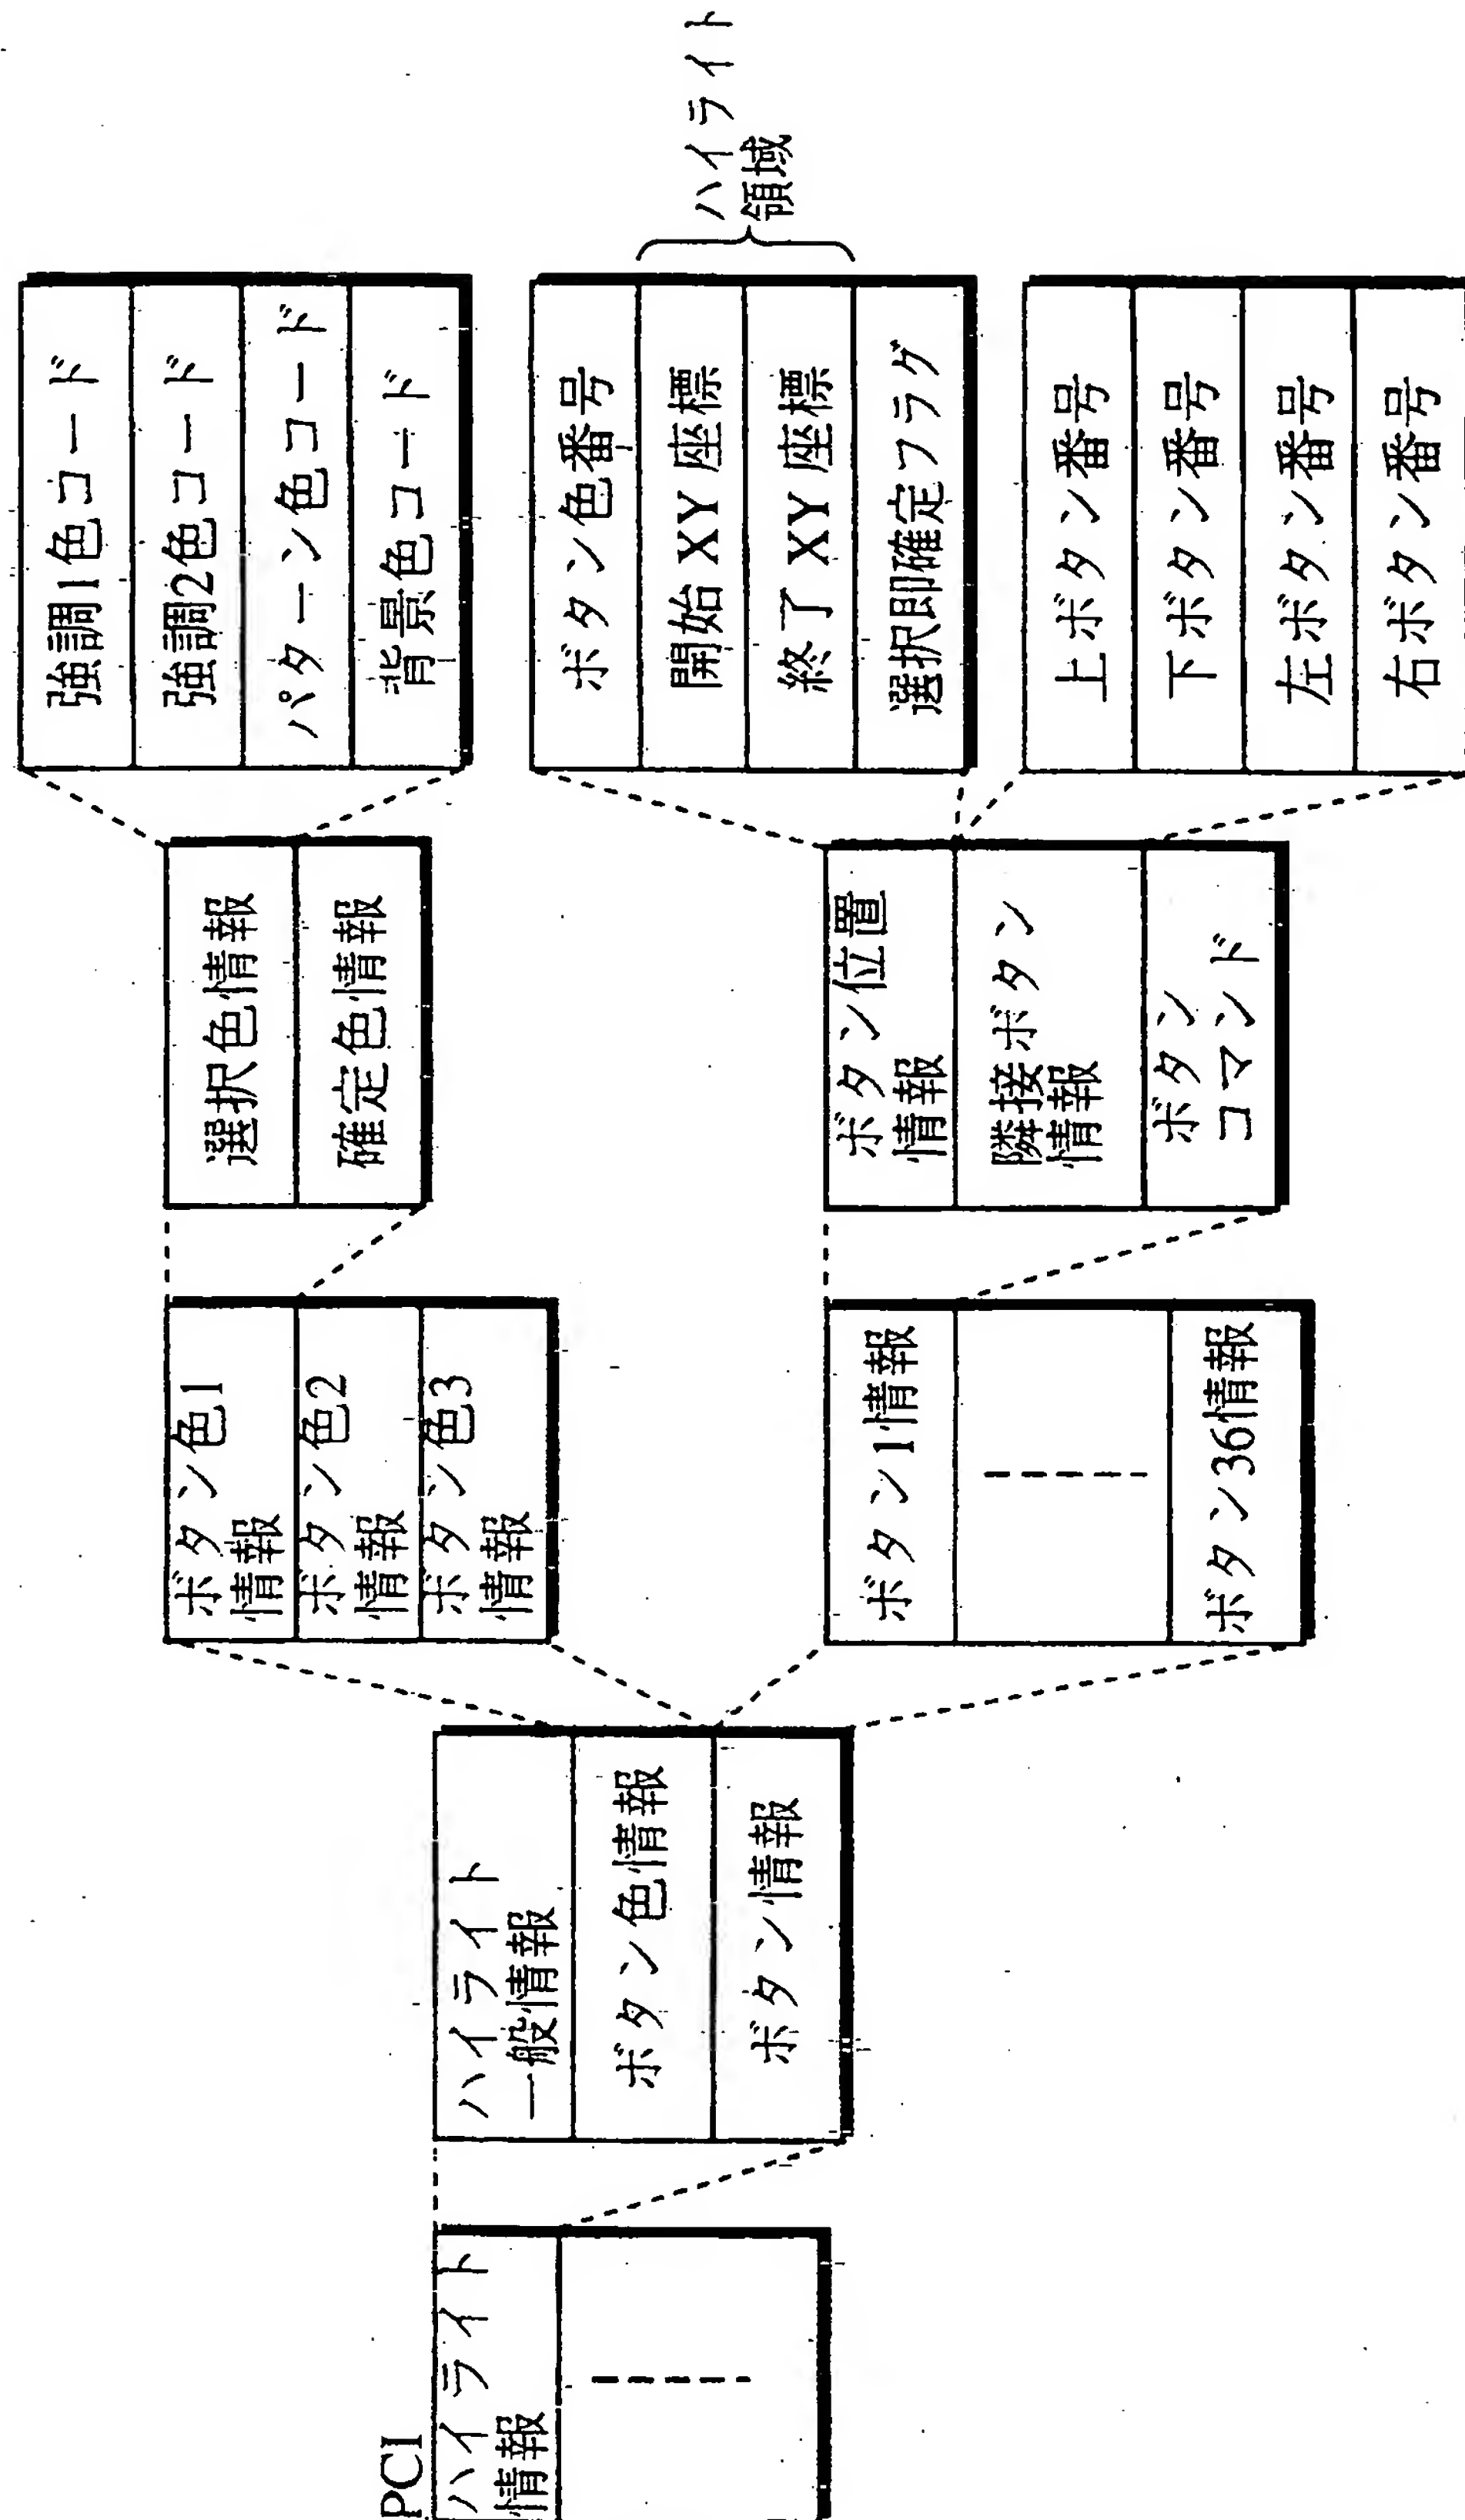 PCI
ハイライト
情報
ハイライト
一般情報
ボタン色情報
ボタン情報
ボタン色1
情報
ボタン色2
情報
ボタン色3
情報
ボタン1情報
ボタン36情報
選択色情報
確定色情報
ボタン位置
情報
隣接ボタン
情報
ボタン
コマンド
強調1色コード
強調2色コード
パターン色コード
背景色コード
ボタン色番号
開始 XY 座標
終了 XY 座標
選択即確定フラグ
ハイライト
領域
上ボタン番号
下ボタン番号
左ボタン番号
右ボタン番号